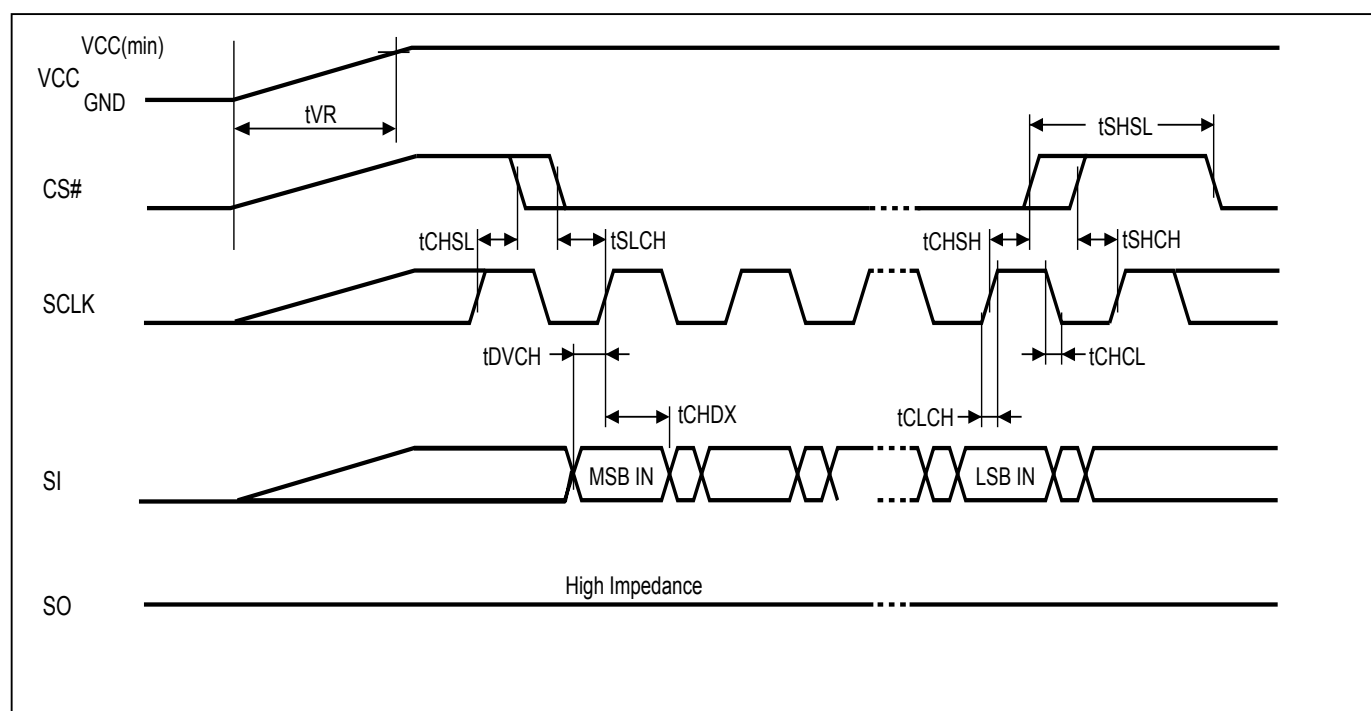 VCC(min)
VCC
GND
tVR
tSHSL
CS#
tCHSL
tSLCH
tCHSH
tSHCH
SCLK
tDVCH
tCHCL
tCHDX
tCLCH
SI
MSB IN
LSB IN
High Impedance
SO